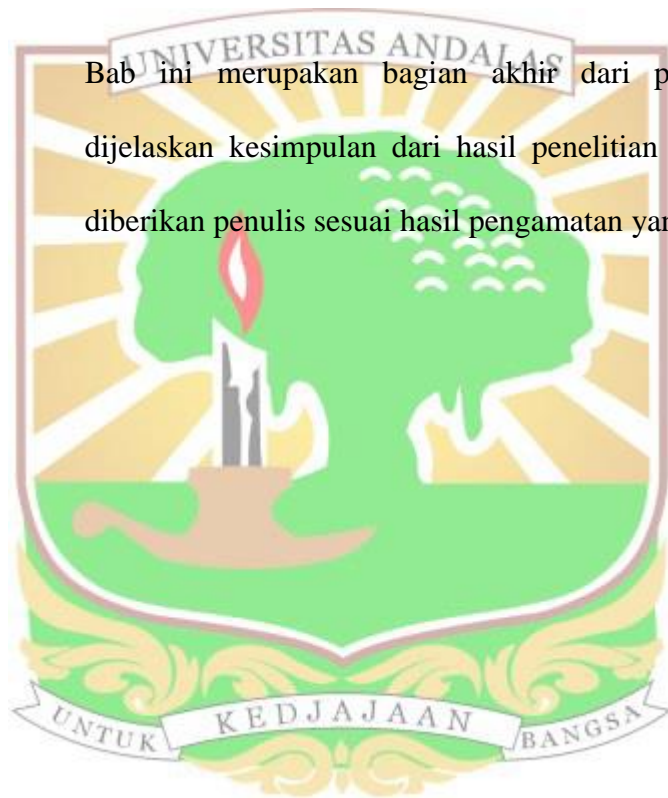 UNIVERSITAS ANDALAS
Bab ini merupakan bagian akhir dari p
dijelaskan kesimpulan dari hasil penelitian
diberikan penulis sesuai hasil pengamatan yan
UNTUK KEDJAJAAN BANGSA